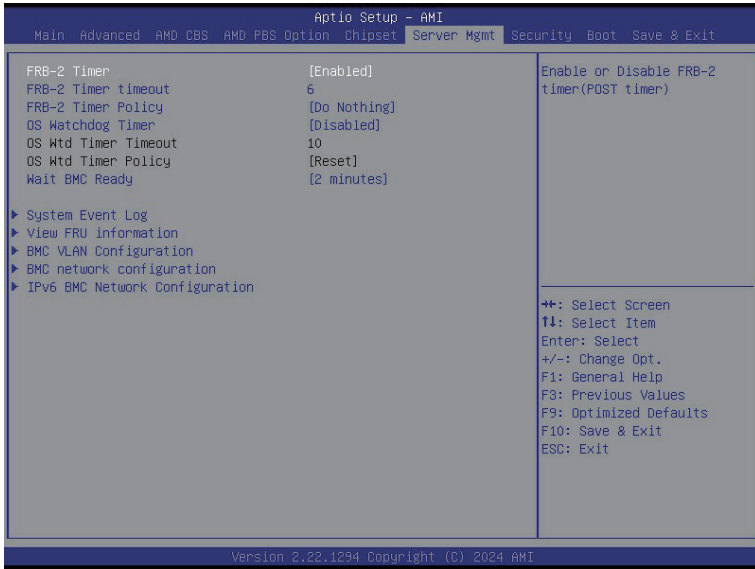 Aptio Setup – AMI
Main Advanced AMD CBS AMD PBS Option Chipset Server Mgmt Security Boot Save & Exit
FRB-2 Timer [Enabled]
FRB-2 Timer timeout 6
FRB-2 Timer Policy [Do Nothing]
OS Watchdog Timer [Disabled]
OS Wtd Timer Timeout 10
OS Wtd Timer Policy [Reset]
Wait BMC Ready [2 minutes]
System Event Log
View FRU information
BMC VLAN Configuration
BMC network configuration
IPv6 BMC Network Configuration
Enable or Disable FRB-2
timer(POST timer)
→←: Select Screen
↑↓: Select Item
Enter: Select
+/-: Change Opt.
F1: General Help
F3: Previous Values
F9: Optimized Defaults
F10: Save & Exit
ESC: Exit
Version 2.22.1294 Copyright (C) 2024 AMI